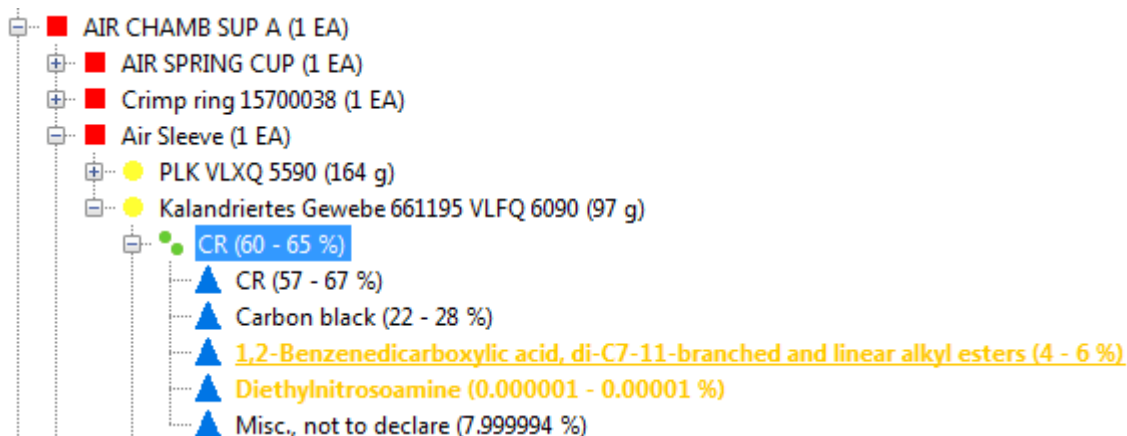 AIR CHAMB SUP A (1 EA)
AIR SPRING CUP (1 EA)
Crimp ring 15700038 (1 EA)
Air Sleeve (1 EA)
PLK VLXQ 5590 (164 g)
Kalandriertes Gewebe 661195 VLFQ 6090 (97 g)
CR (60 - 65 %)
CR (57 - 67 %)
Carbon black (22 - 28 %)
1,2-Benzenedicarboxylic acid, di-C7-11-branched and linear alkyl esters (4 - 6 %)
Diethylnitrosoamine (0.000001 - 0.00001 %)
Misc., not to declare (7.999994 %)